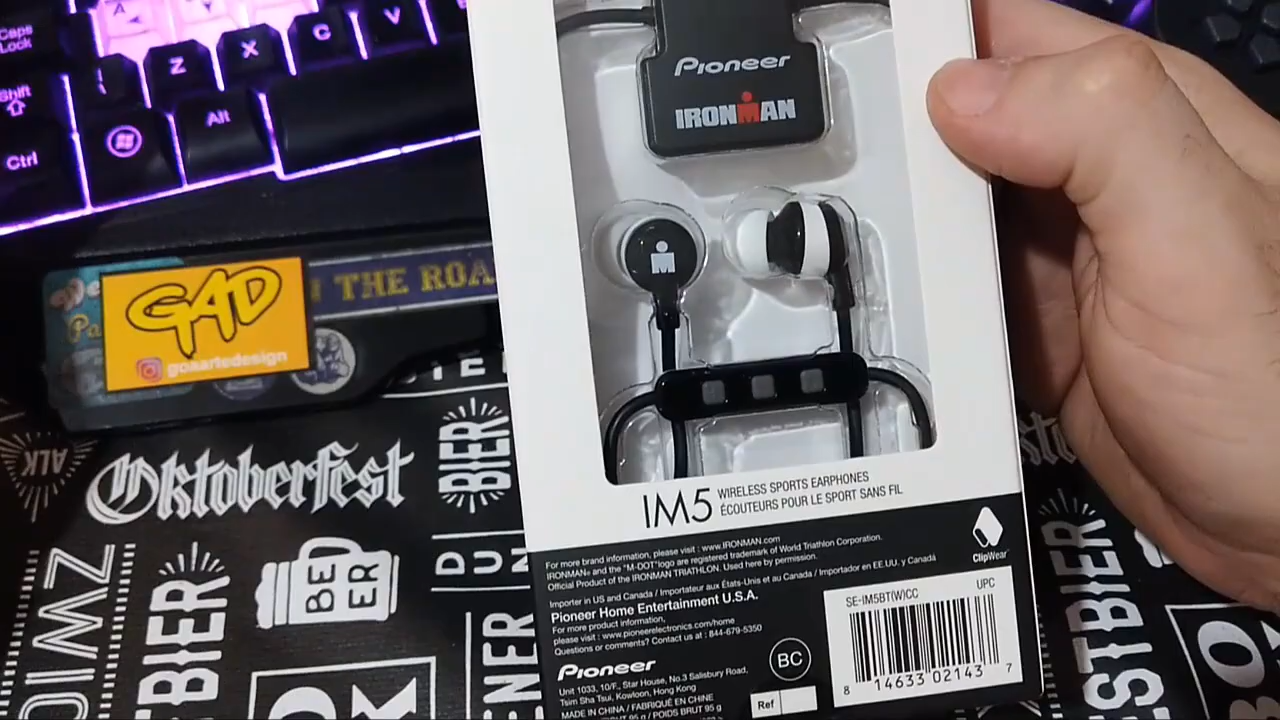 Caps
Lock
A
Z
X
C
V
Shift
Ctrl
Alt
Pioneer
IRONMAN
M
GAD
goaartedesign
THE ROA
Oktoberfest
BIER
ALK
BE
ER
BIER
ZWIO
IM5 WIRELESS SPORTS EARPHONES
ÉCOUTEURS POUR LE SPORT SANS FIL
ClipWear
For more brand information, please visit : www.IRONMAN.com
IRONMAN® and the "M-DOT" logo are registered trademark of World Triathlon Corporation.
Official Product of the IRONMAN TRIATHLON. Used here by permission.
Importer in US and Canada / Importateur aux États-Unis et au Canada / Importador en EE.UU. y Canadá
Pioneer Home Entertainment U.S.A.
For more product information,
please visit : www.pioneerelectronics.com/home
Questions or comments? Contact us at : 844-679-5350
Pioneer
Unit 1033, 10/F., Star House, No.3 Salisbury Road,
Tsim Sha Tsui, Kowloon, Hong Kong
MADE IN CHINA / FABRIQUÉ EN CHINE
BC
Ref
SE-IM5BT(W)CC UPC
8 14633 02143 7